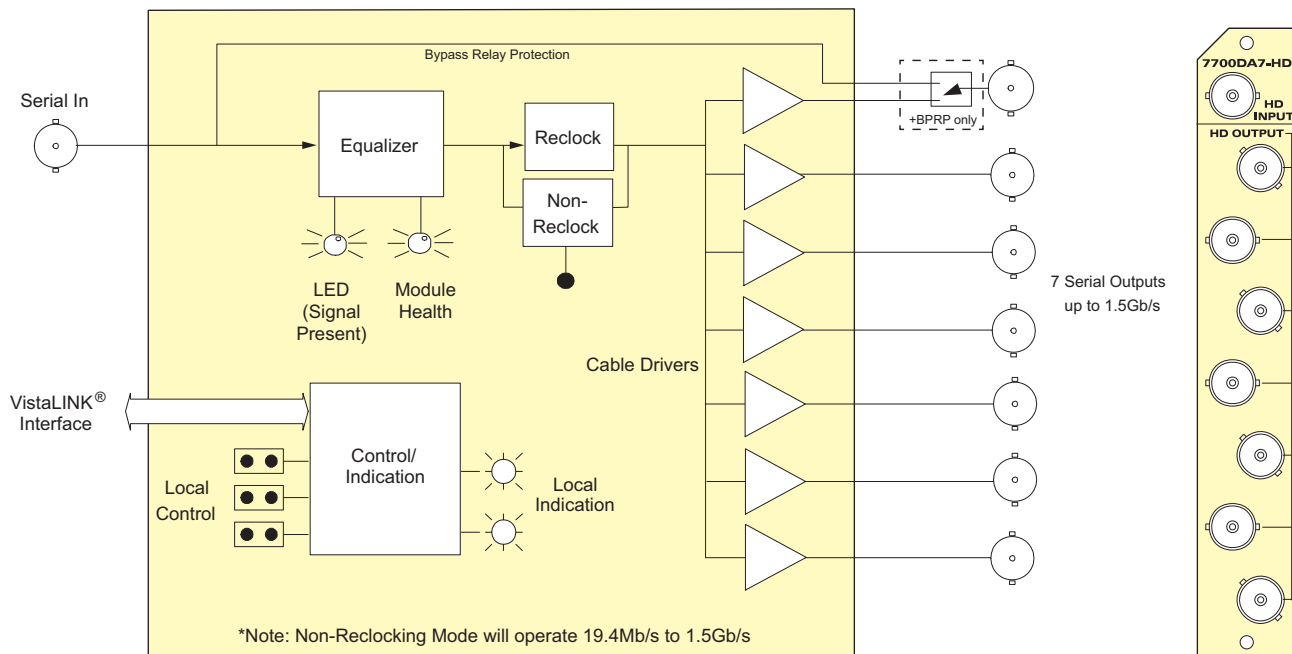 Bypass Relay Protection
Serial In
Equalizer
Reclock
Non-
Reclock
LED
(Signal
Present)
Module
Health
+BPRP only
7 Serial Outputs
up to 1.5Gb/s
Cable Drivers
VistaLINK®
Interface
Control/
Indication
Local
Control
Local
Indication
*Note: Non-Reclocking Mode will operate 19.4Mb/s to 1.5Gb/s
7700DA7-HD
HD
INPUT
HD OUTPUT